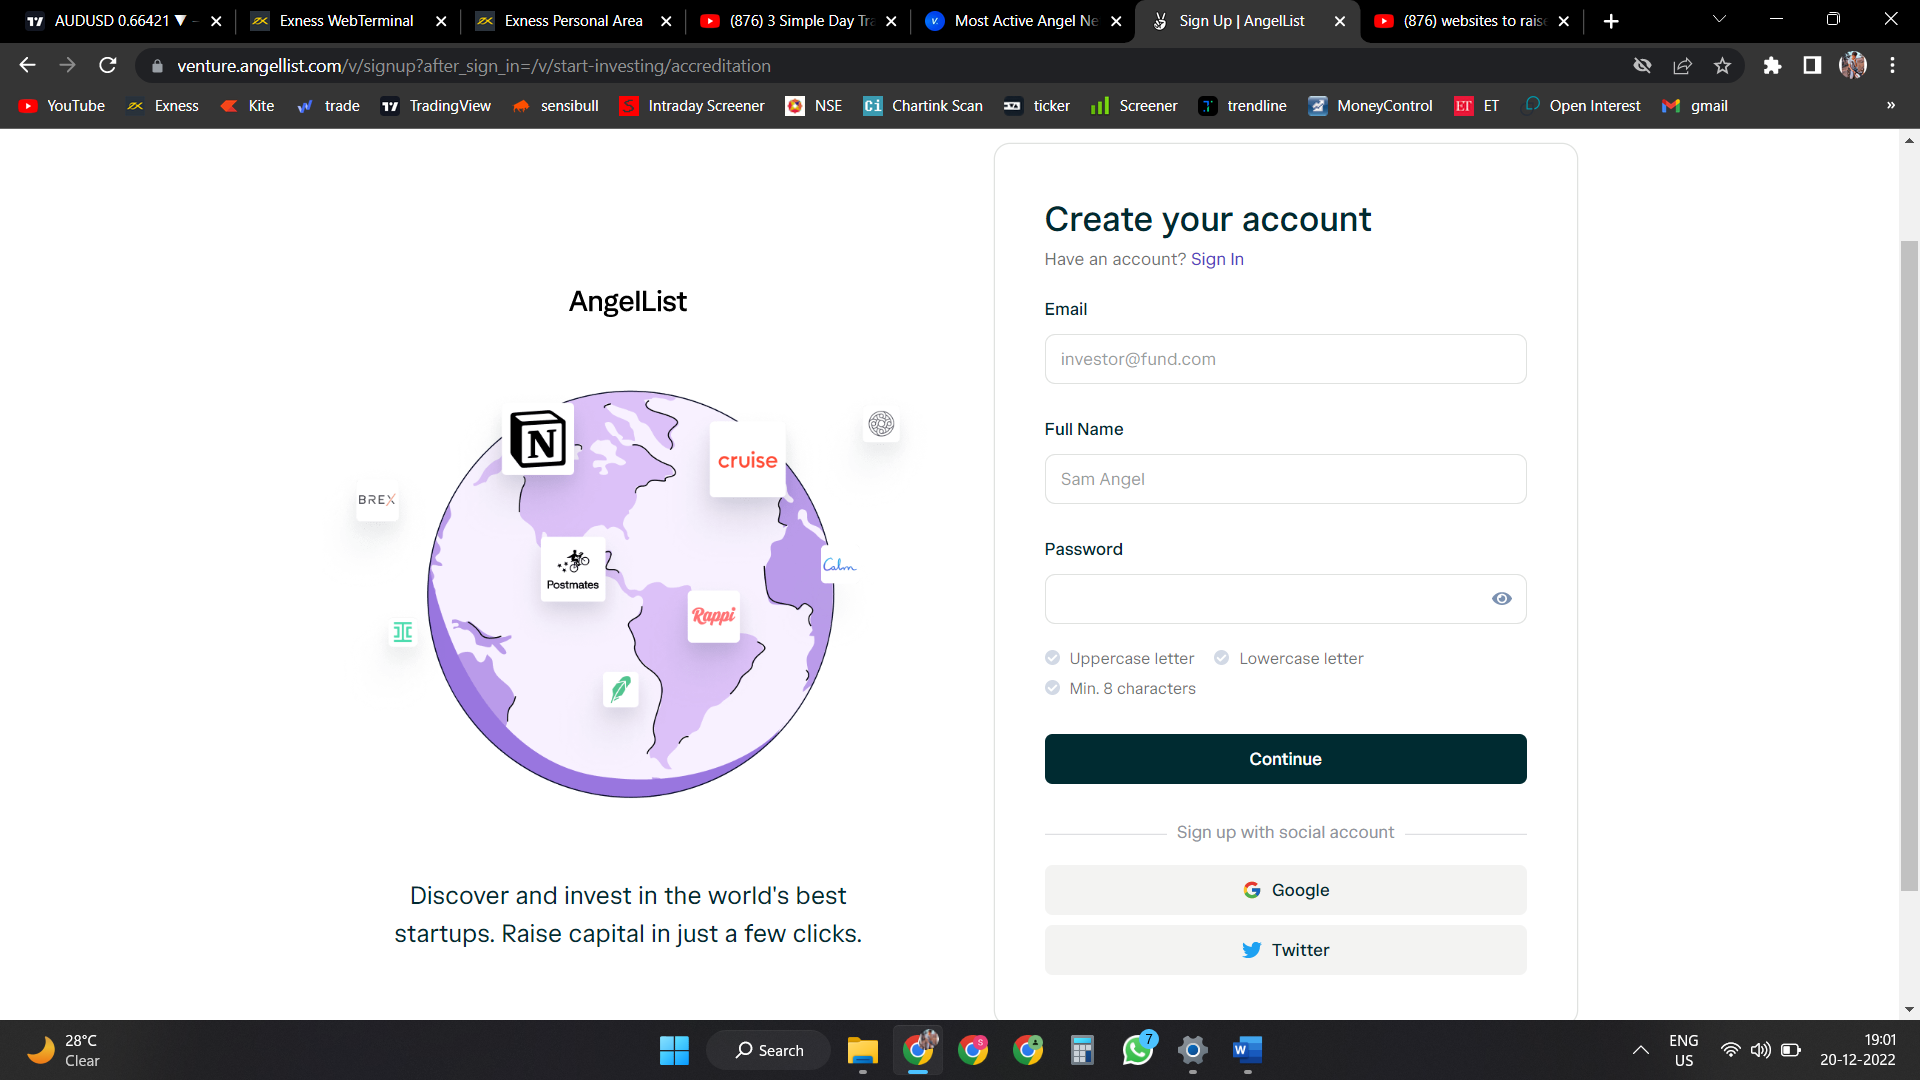 AUDUSD 0.66421 ▼
Exness WebTerminal
Exness Personal Area
(876) 3 Simple Day Tra
Most Active Angel Ne
Sign Up | AngelList
(876) websites to raise
venture.angellist.com/v/signup?after_sign_in=/v/start-investing/accreditation
YouTube
Exness
Kite
trade
TradingView
sensibull
Intraday Screener
NSE
Ci Chartink Scan
ticker
Screener
trendline
MoneyControl
ET ET
Open Interest
gmail
»
AngelList
N
cruise
BREX
Postmates
Calm
Rappi
Discover and invest in the world's best
startups. Raise capital in just a few clicks.
Create your account
Have an account? Sign In
Email
investor@fund.com
Full Name
Sam Angel
Password
Uppercase letter
Lowercase letter
Min. 8 characters
Continue
Sign up with social account
Google
Twitter
28°C
Clear
Search
S
7
W
ENG
US
19:01
20-12-2022